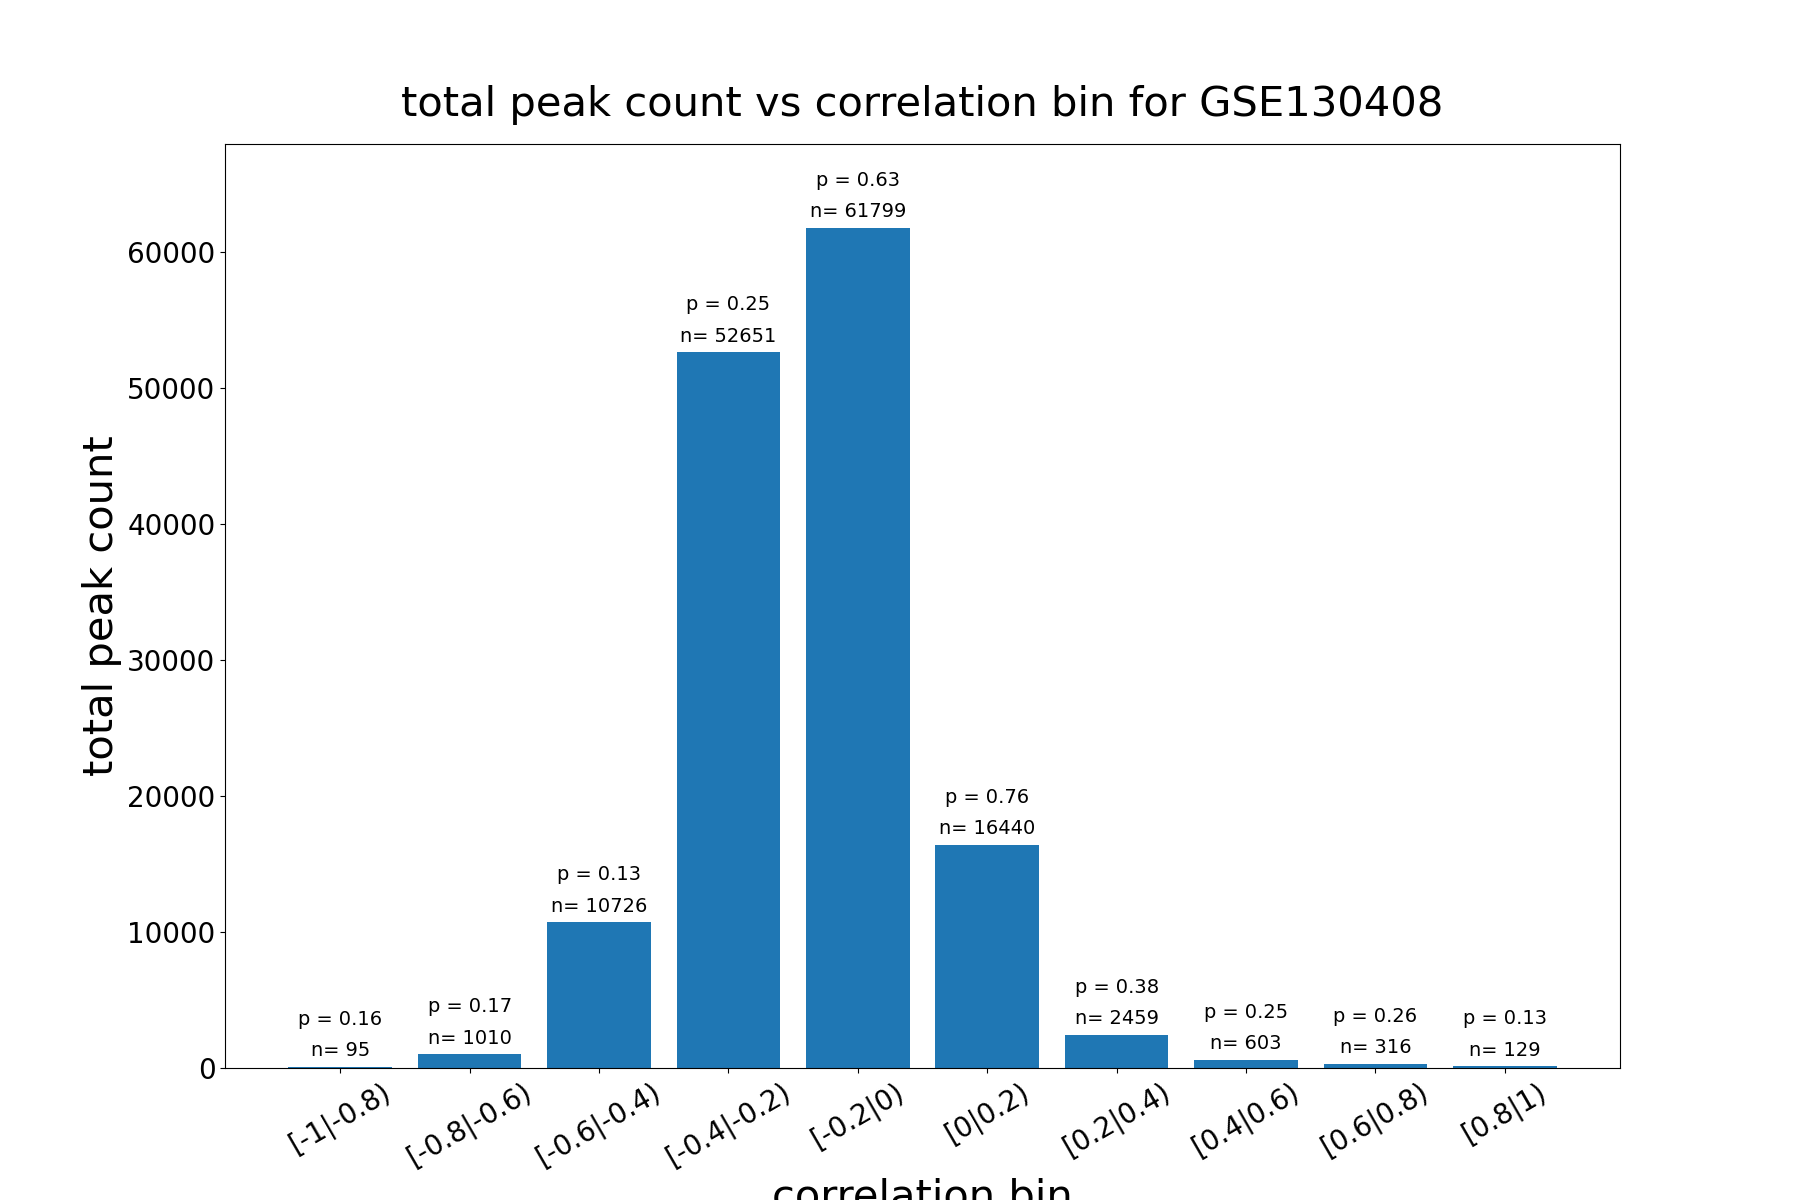 total peak count vs correlation bin for GSE130408
total peak count
60000
50000
40000
30000
20000
10000
0
p = 0.16
n= 95
p = 0.17
n= 1010
p = 0.13
n= 10726
p = 0.25
n= 52651
p = 0.63
n= 61799
p = 0.76
n= 16440
p = 0.38
n= 2459
p = 0.25
n= 603
p = 0.26
n= 316
p = 0.13
n= 129
[-1|-0.8)
[-0.8|-0.6)
[-0.6|-0.4)
[-0.4|-0.2)
[-0.2|0)
[0|0.2)
[0.2|0.4)
[0.4|0.6)
[0.6|0.8)
[0.8|1)
correlation bin